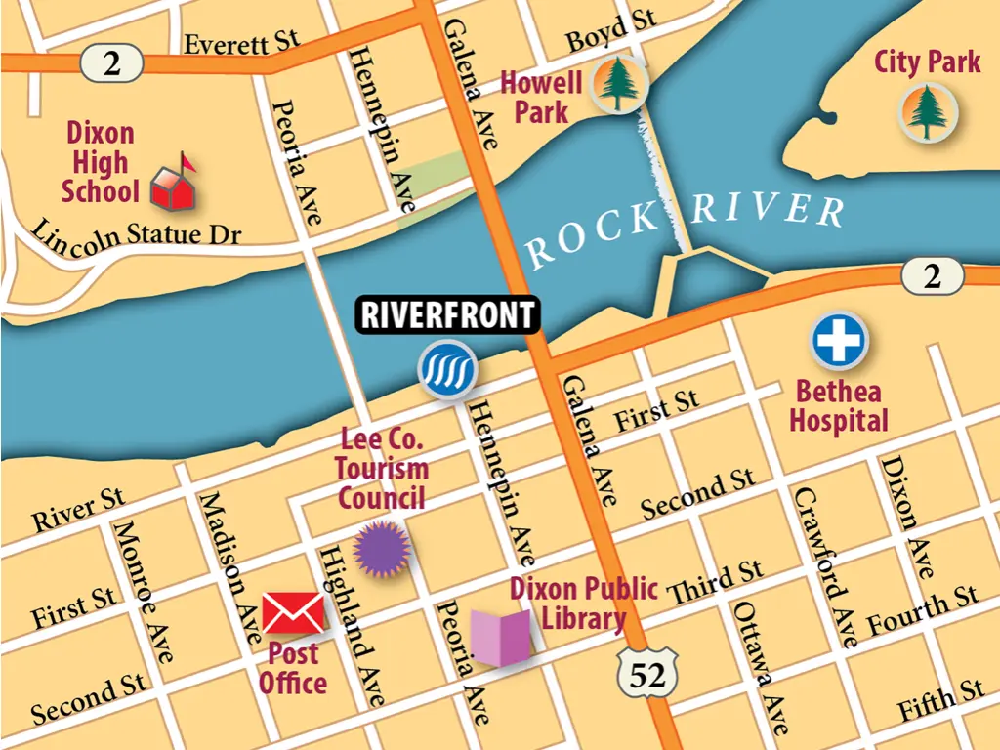 Everett St
2
Boyd St
Galena Ave
Hennepin Ave
Howell
Park
City Park
Peoria Ave
Dixon
High
School
Lincoln Statue Dr
ROCK RIVER
2
RIVERFRONT
Bethea
Hospital
Galena Ave
First St
Hennepin Ave
Lee Co.
Tourism
Council
River St
Madison Ave
Monroe Ave
Second St
Crawford Ave
Dixon Ave
Highland Ave
First St
Post
Office
Peoria Ave
Dixon Public
Library
Third St
Ottawa Ave
Fourth St
52
Second St
Fifth St